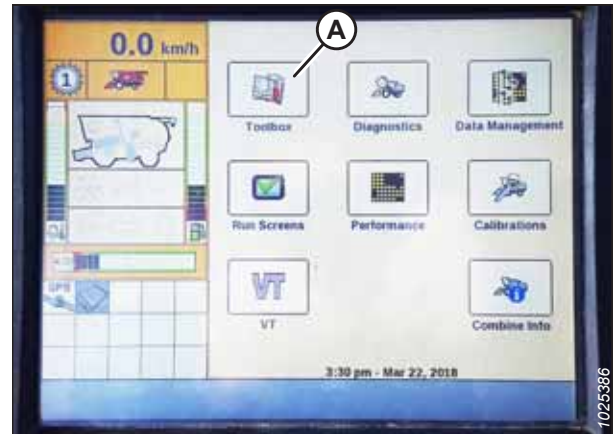 A
0.0 km/h
1
Toolbox
Diagnostics
Data Management
Run Screens
Performance
Calibrations
GPS
VT
VT
Combine Info
3:30 pm - Mar 22, 2018
1025386